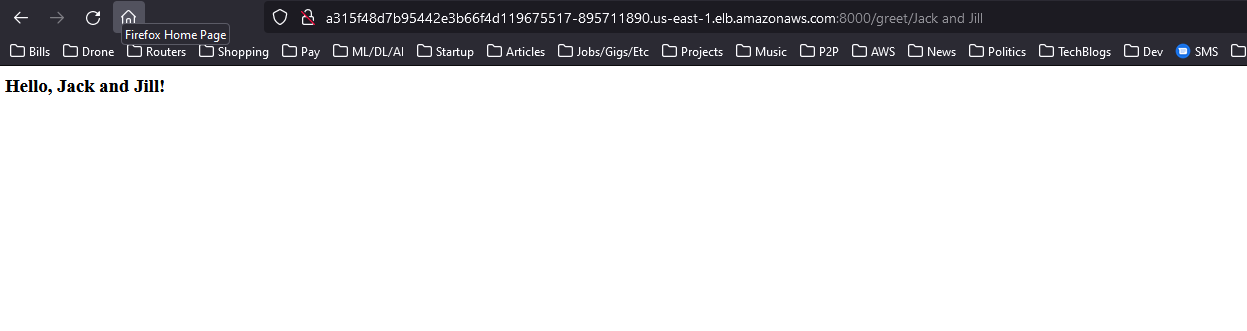 a315f48d7b95442e3b66f4d119675517-895711890.us-east-1.elb.amazonaws.com:8000/greet/Jack and Jill
Firefox Home Page
Bills Drone Routers Shopping Pay ML/DL/AI Startup Articles Jobs/Gigs/Etc Projects Music P2P AWS News Politics TechBlogs Dev SMS
Hello, Jack and Jill!